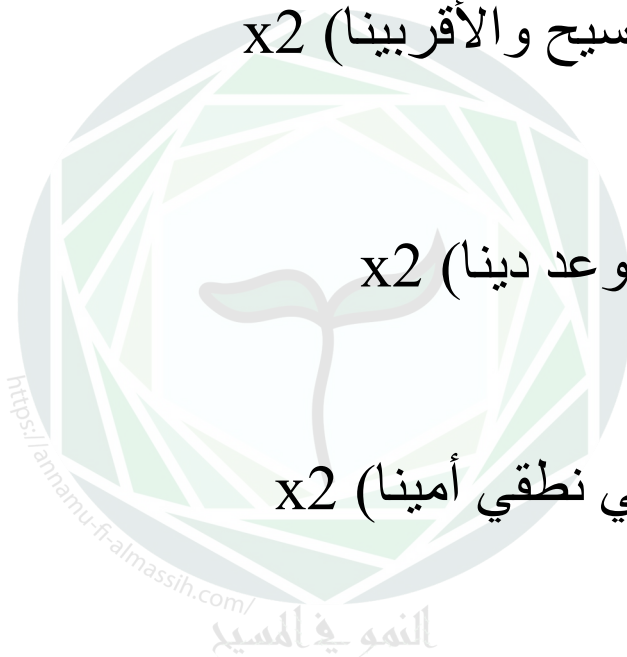 سيح والأقربينا) x2
وعد دينا) x2
ي نطقي أمينا) x2
https://annamu-fi-almassih.com/
النمو في المسيح